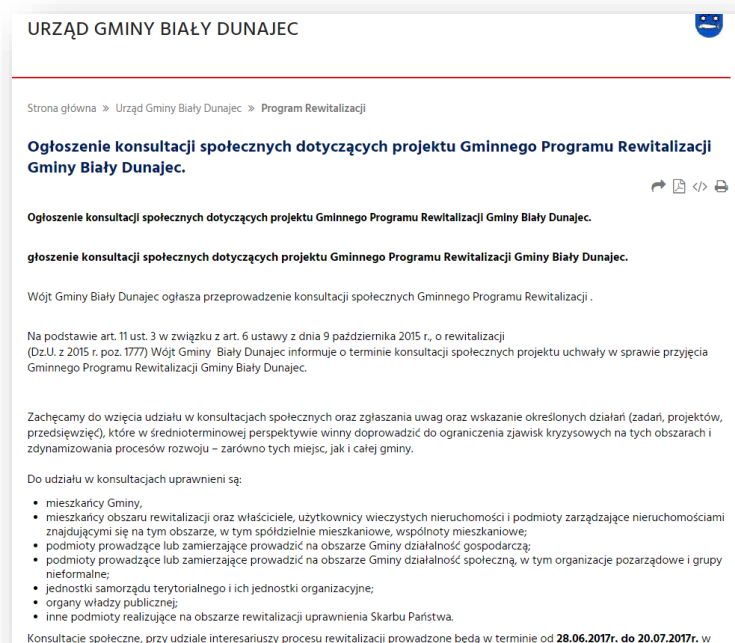 URZĄD GMINY BIAŁY DUNAJEC
Strona główna » Urząd Gminy Biały Dunajec » Program Rewitalizacji
Ogłoszenie konsultacji społecznych dotyczących projektu Gminnego Programu Rewitalizacji
Gminy Biały Dunajec.
Ogłoszenie konsultacji społecznych dotyczących projektu Gminnego Programu Rewitalizacji Gminy Biały Dunajec.
głoszenie konsultacji społecznych dotyczących projektu Gminnego Programu Rewitalizacji Gminy Biały Dunajec.
Wójt Gminy Biały Dunajec ogłasza przeprowadzenie konsultacji społecznych Gminnego Programu Rewitalizacji .
Na podstawie art. 11 ust. 3 w związku z art. 6 ustawy z dnia 9 października 2015 r., o rewitalizacji
(Dz.U. z 2015 r. poz. 1777) Wójt Gminy Biały Dunajec informuje o terminie konsultacji społecznych projektu uchwały w sprawie przyjęcia
Gminnego Programu Rewitalizacji Gminy Biały Dunajec.
Zachęcamy do wzięcia udziału w konsultacjach społecznych oraz zgłaszania uwag oraz wskazanie określonych działań (zadań, projektów,
przedsięwzięć), które w średnioterminowej perspektywie winny doprowadzić do ograniczenia zjawisk kryzysowych na tych obszarach i
zdynamizowania procesów rozwoju – zarówno tych miejsc, jak i całej gminy.
Do udziału w konsultacjach uprawnieni są:
• mieszkańcy Gminy,
• mieszkańcy obszaru rewitalizacji oraz właściciele, użytkownicy wieczystych nieruchomości i podmioty zarządzające nieruchomościami
znajdującymi się na tym obszarze, w tym spółdzielnie mieszkaniowe, wspólnoty mieszkaniowe;
• podmioty prowadzące lub zamierzające prowadzić na obszarze Gminy działalność gospodarczą;
• podmioty prowadzące lub zamierzające prowadzić na obszarze Gminy działalność społeczną, w tym organizacje pozarządowe i grupy
nieformalne;
• jednostki samorządu terytorialnego i ich jednostki organizacyjne;
• organy władzy publicznej;
• inne podmioty realizujące na obszarze rewitalizacji uprawnienia Skarbu Państwa.
Konsultacje społeczne, przy udziale interesariuszy procesu rewitalizacji prowadzone będą w terminie od 28.06.2017r. do 20.07.2017r. w